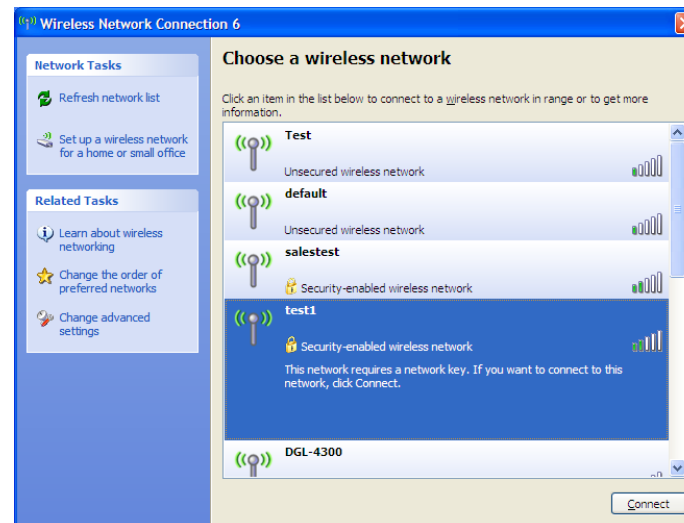 Wireless Network Connection 6
Network Tasks
Refresh network list
Set up a wireless network
for a home or small office
Related Tasks
Learn about wireless
networking
Change the order of
preferred networks
Change advanced
settings
Choose a wireless network
Click an item in the list below to connect to a wireless network in range or to get more
information.
Test
Unsecured wireless network
default
Unsecured wireless network
salestest
Security-enabled wireless network
test1
Security-enabled wireless network
This network requires a network key. If you want to connect to this
network, click Connect.
DGL-4300
Connect